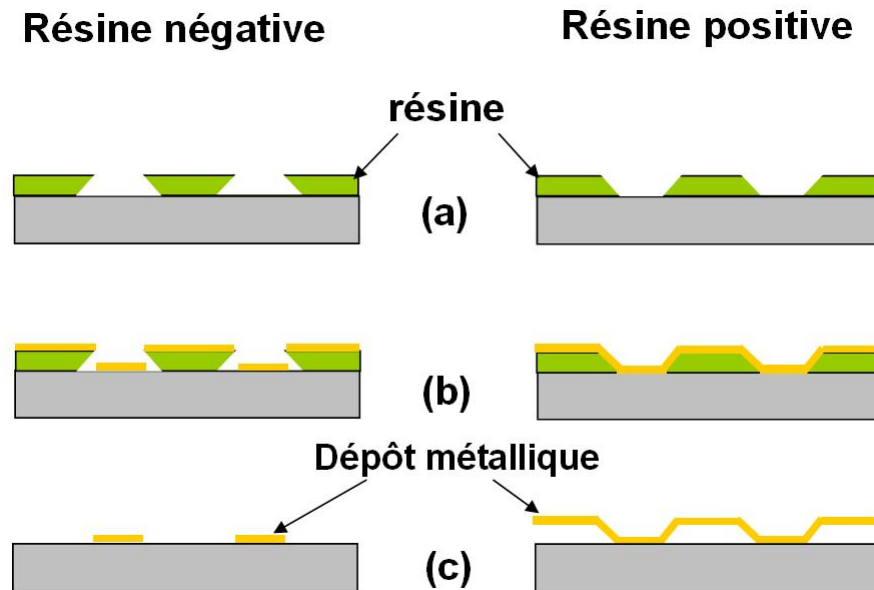 Résine négative
Résine positive
résine
(a)
(b)
Dépôt métallique
(c)